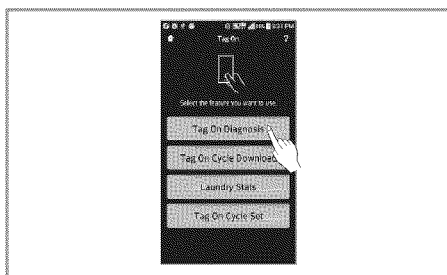 Tag On
?
Select the feature you want to use.
Tag On Diagnosis
Tag On Cycle Download
Laundry Stats
Tag On Cycle Set